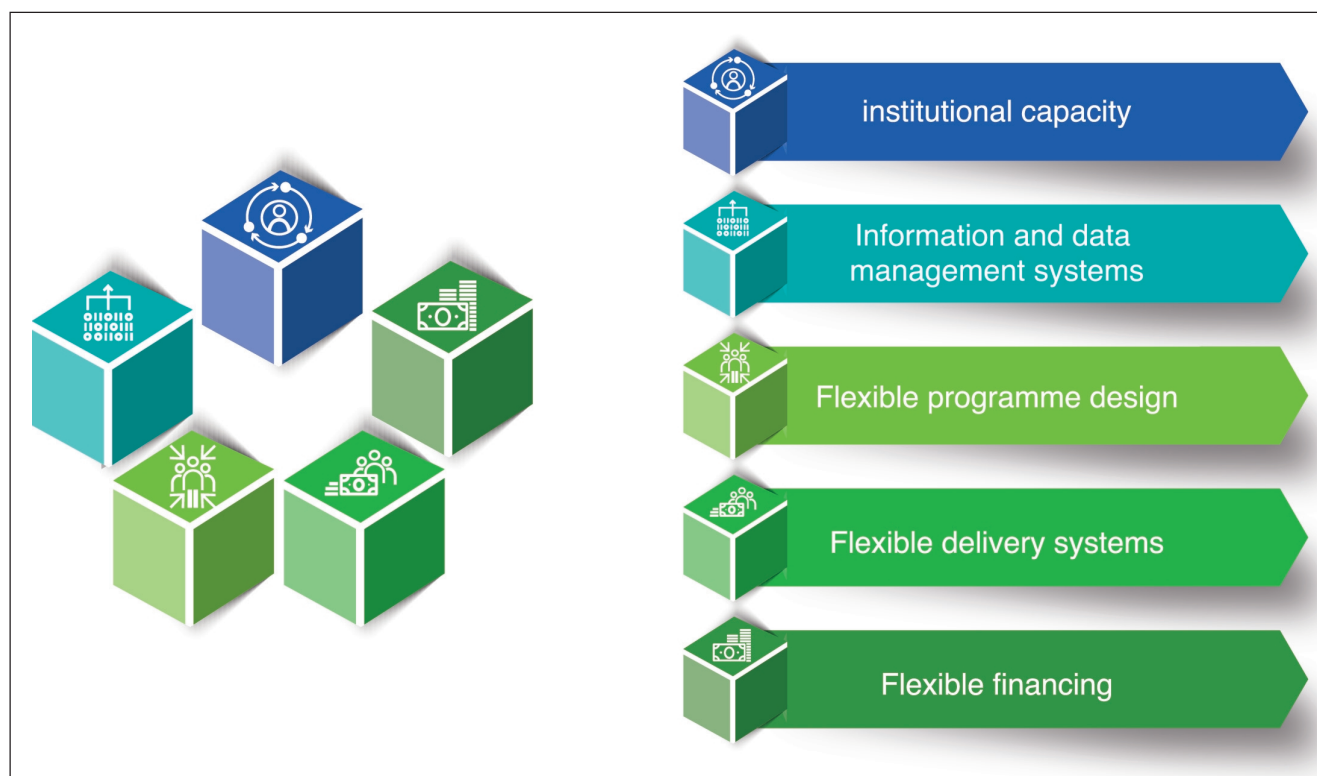 institutional capacity
Information and data
management systems
Flexible programme design
Flexible delivery systems
Flexible financing